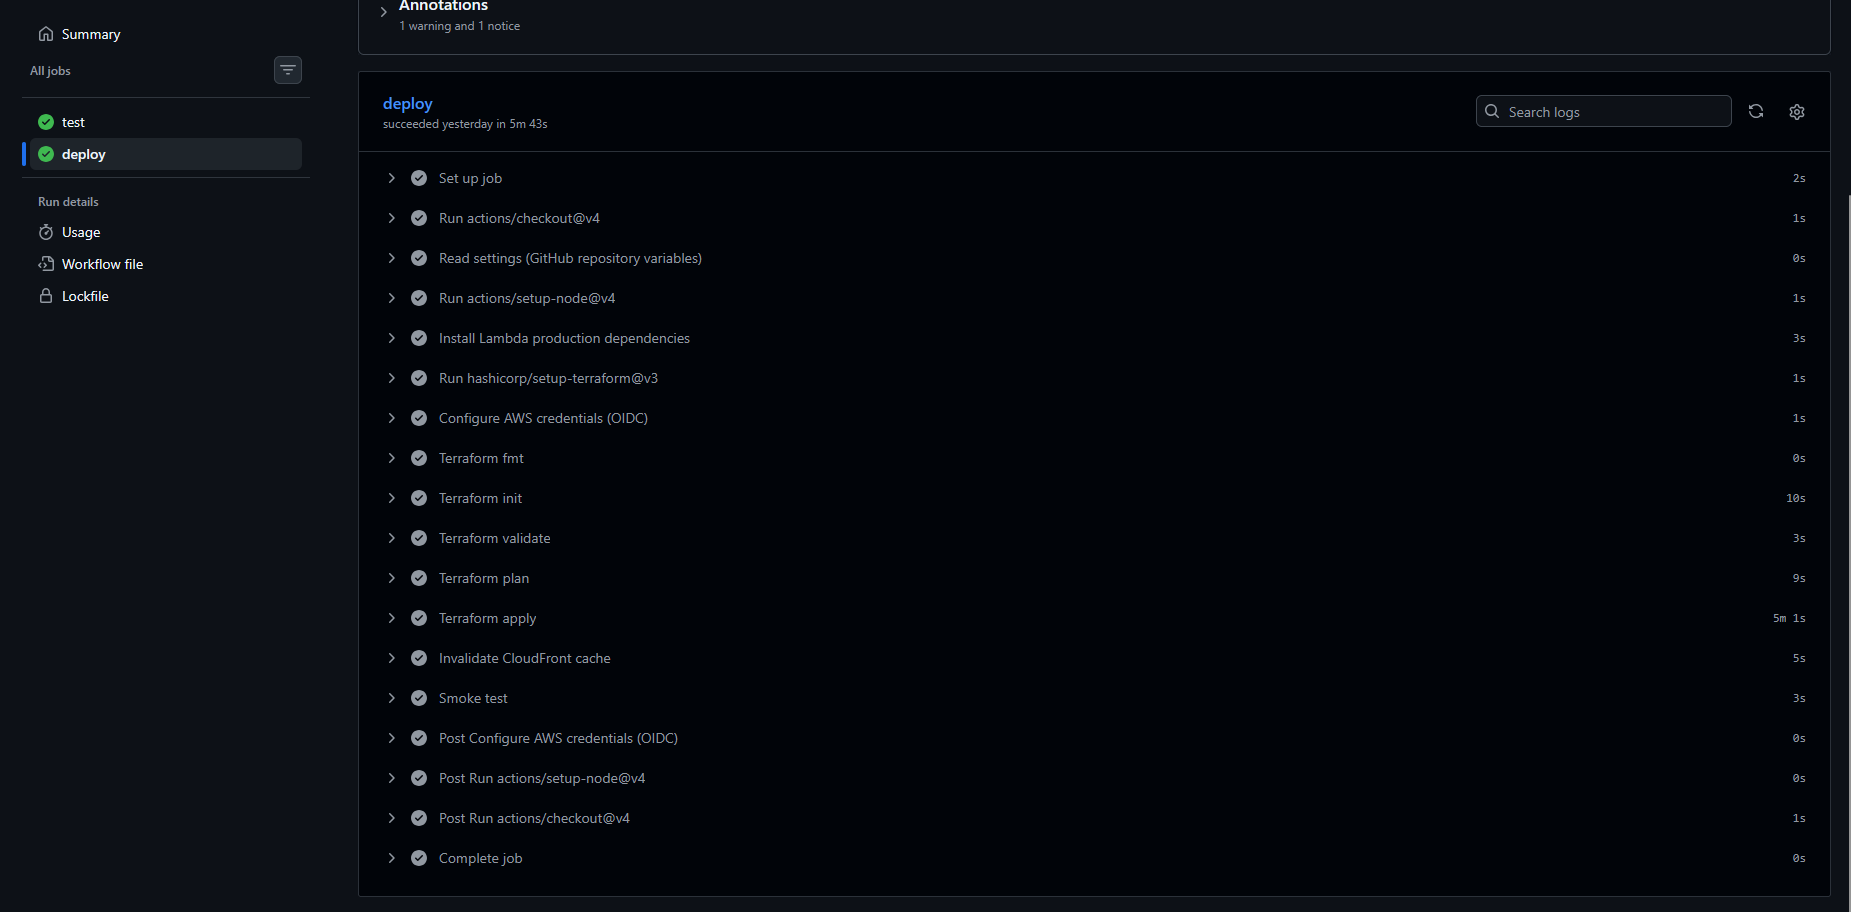 Summary
All jobs
test
deploy
Run details
Usage
Workflow file
Lockfile
Annotations
1 warning and 1 notice
deploy
succeeded yesterday in 5m 43s
Search logs
Set up job 2s
Run actions/checkout@v4 1s
Read settings (GitHub repository variables) 0s
Run actions/setup-node@v4 1s
Install Lambda production dependencies 3s
Run hashicorp/setup-terraform@v3 1s
Configure AWS credentials (OIDC) 1s
Terraform fmt 0s
Terraform init 10s
Terraform validate 3s
Terraform plan 9s
Terraform apply 5m 1s
Invalidate CloudFront cache 5s
Smoke test 3s
Post Configure AWS credentials (OIDC) 0s
Post Run actions/setup-node@v4 0s
Post Run actions/checkout@v4 1s
Complete job 0s